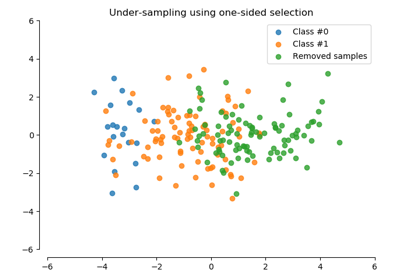 Under-sampling using one-sided selection
Class #0
Class #1
Removed samples
6
4
2
0
−2
−4
−6
−6 −4 −2 0 2 4 6